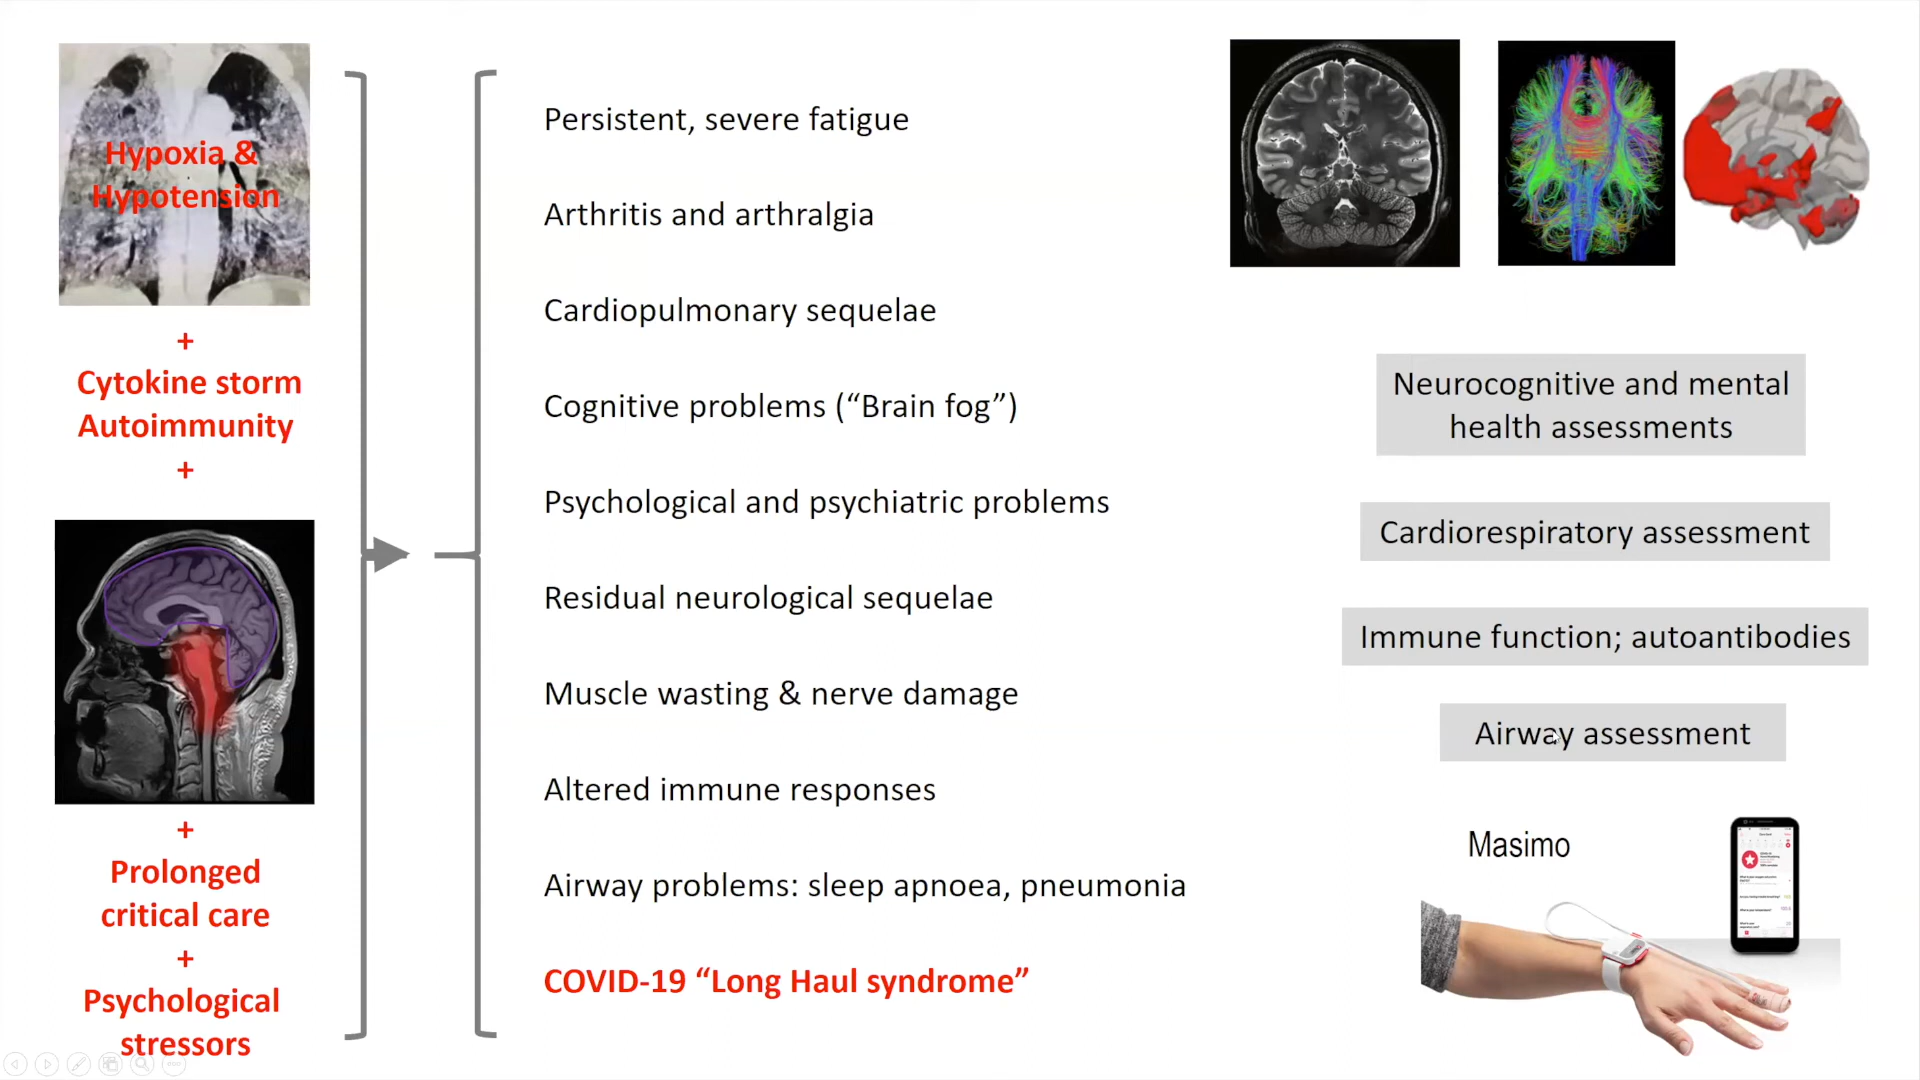 Hypoxia &
Hypotension
+
Cytokine storm
Autoimmunity
+
+
Prolonged
critical care
+
Psychological
stressors
Persistent, severe fatigue
Arthritis and arthralgia
Cardiopulmonary sequelae
Cognitive problems (“Brain fog”)
Psychological and psychiatric problems
Residual neurological sequelae
Muscle wasting & nerve damage
Altered immune responses
Airway problems: sleep apnoea, pneumonia
COVID-19 “Long Haul syndrome”
Neurocognitive and mental
health assessments
Cardiorespiratory assessment
Immune function; autoantibodies
Airway assessment
Masimo